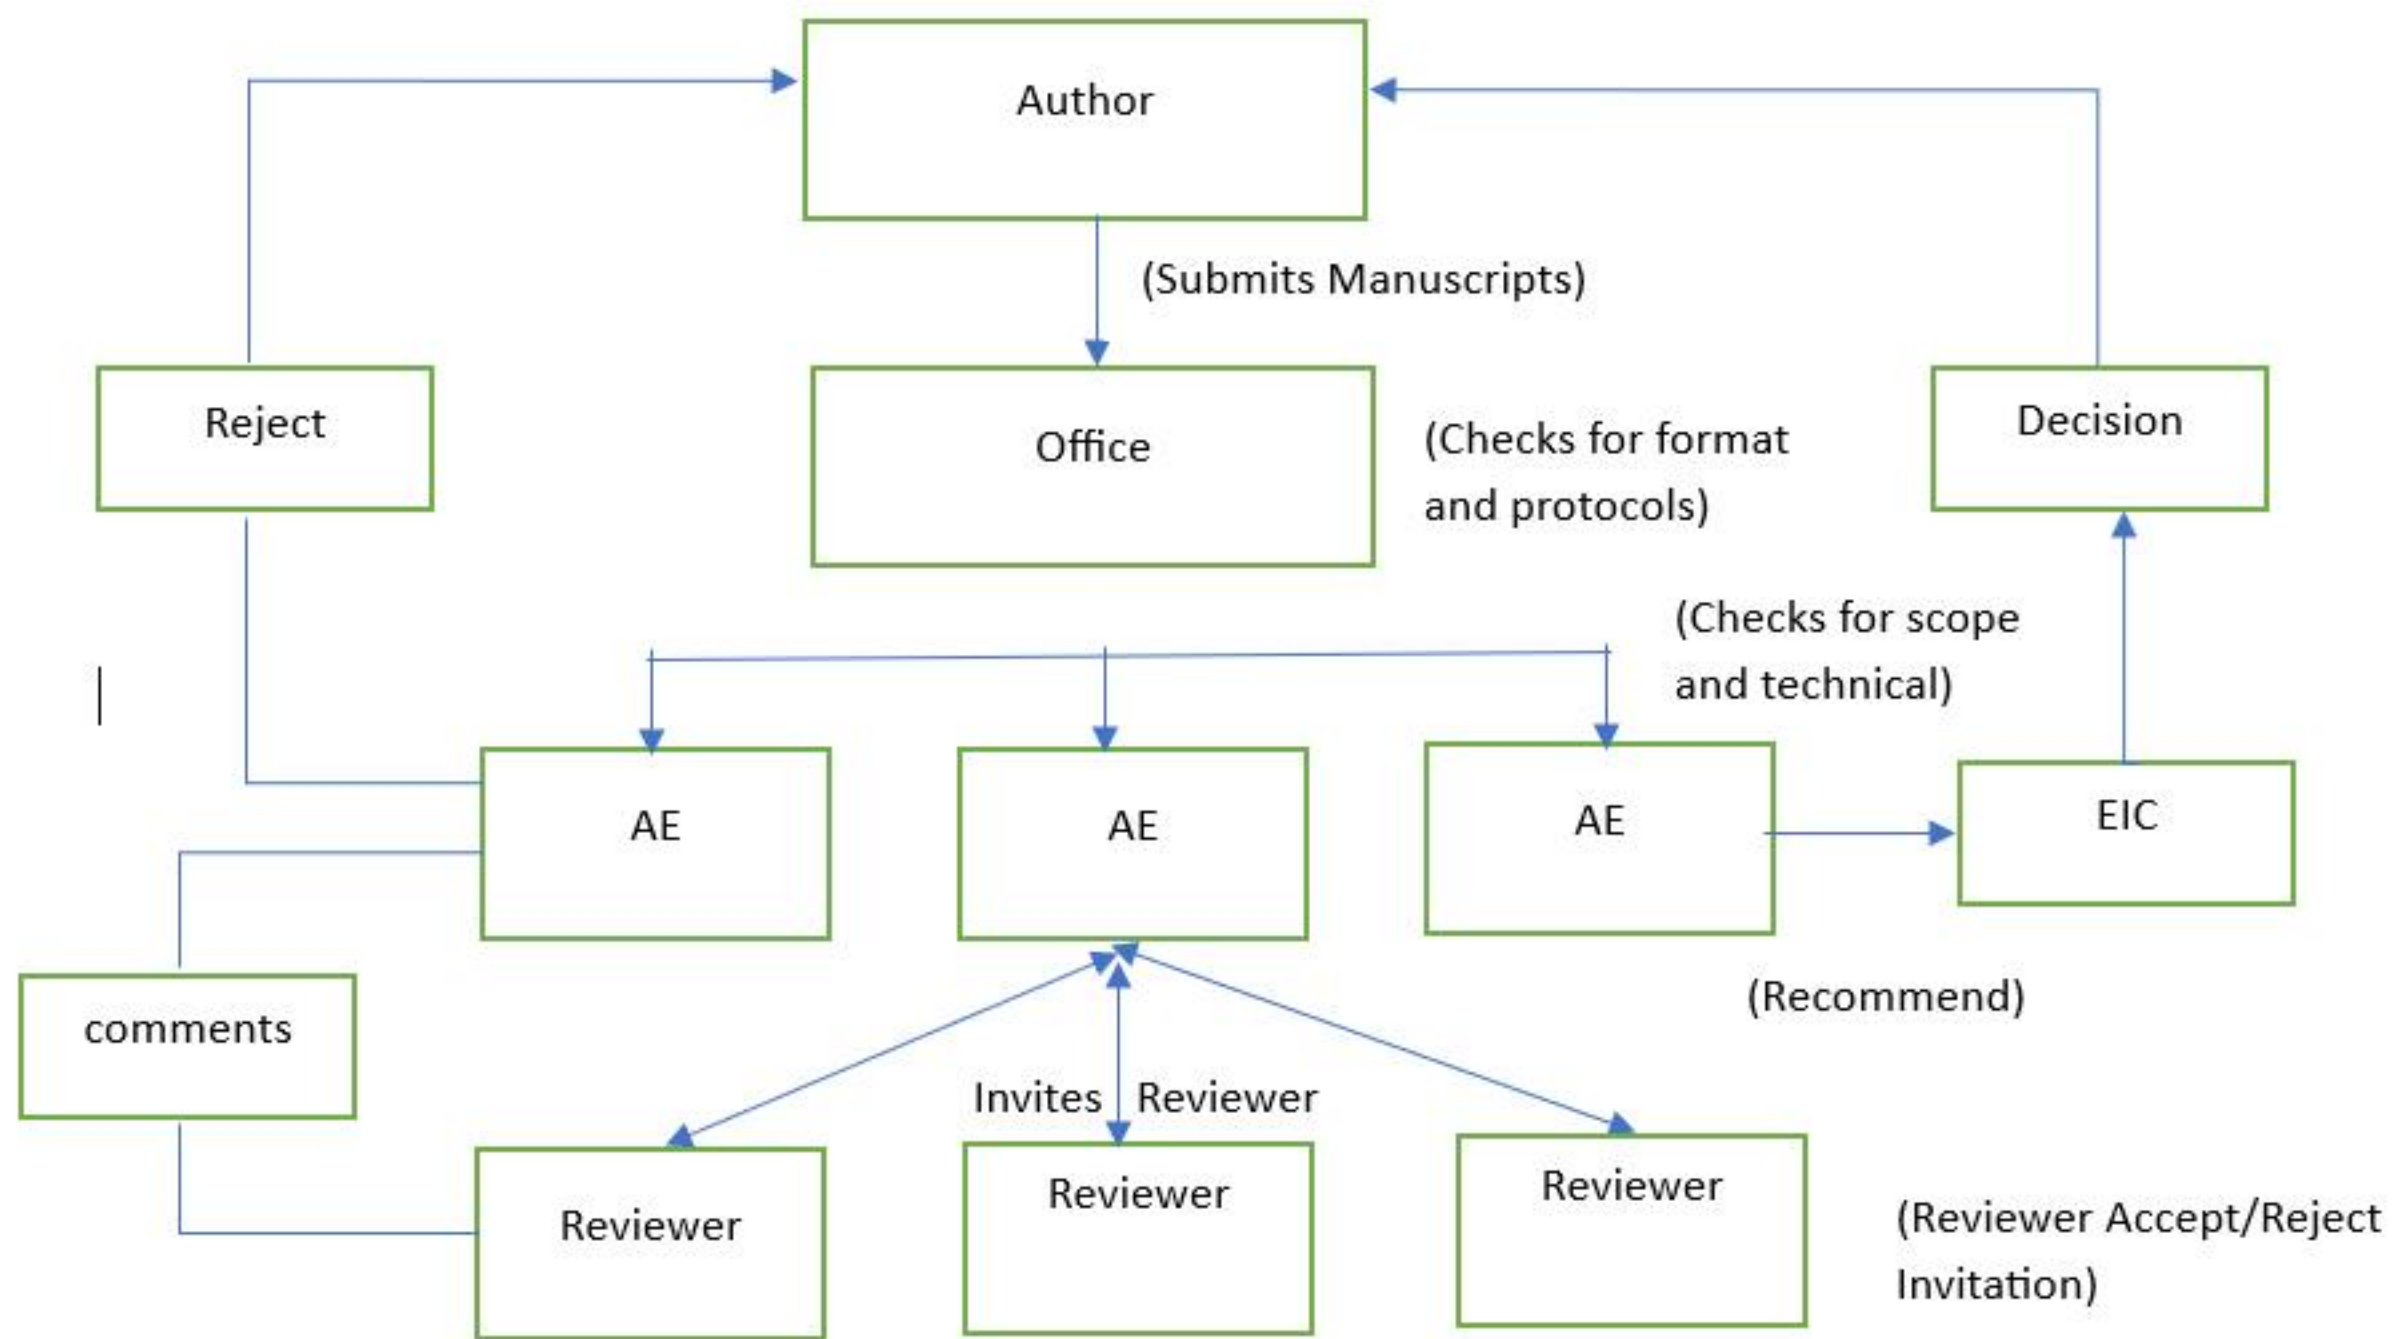 Author
(Submits Manuscripts)
Reject
Office
(Checks for format
and protocols)
Decision
(Checks for scope
and technical)
AE
AE
AE
EIC
comments
(Recommend)
Invites Reviewer
Reviewer
Reviewer
Reviewer
(Reviewer Accept/Reject
Invitation)